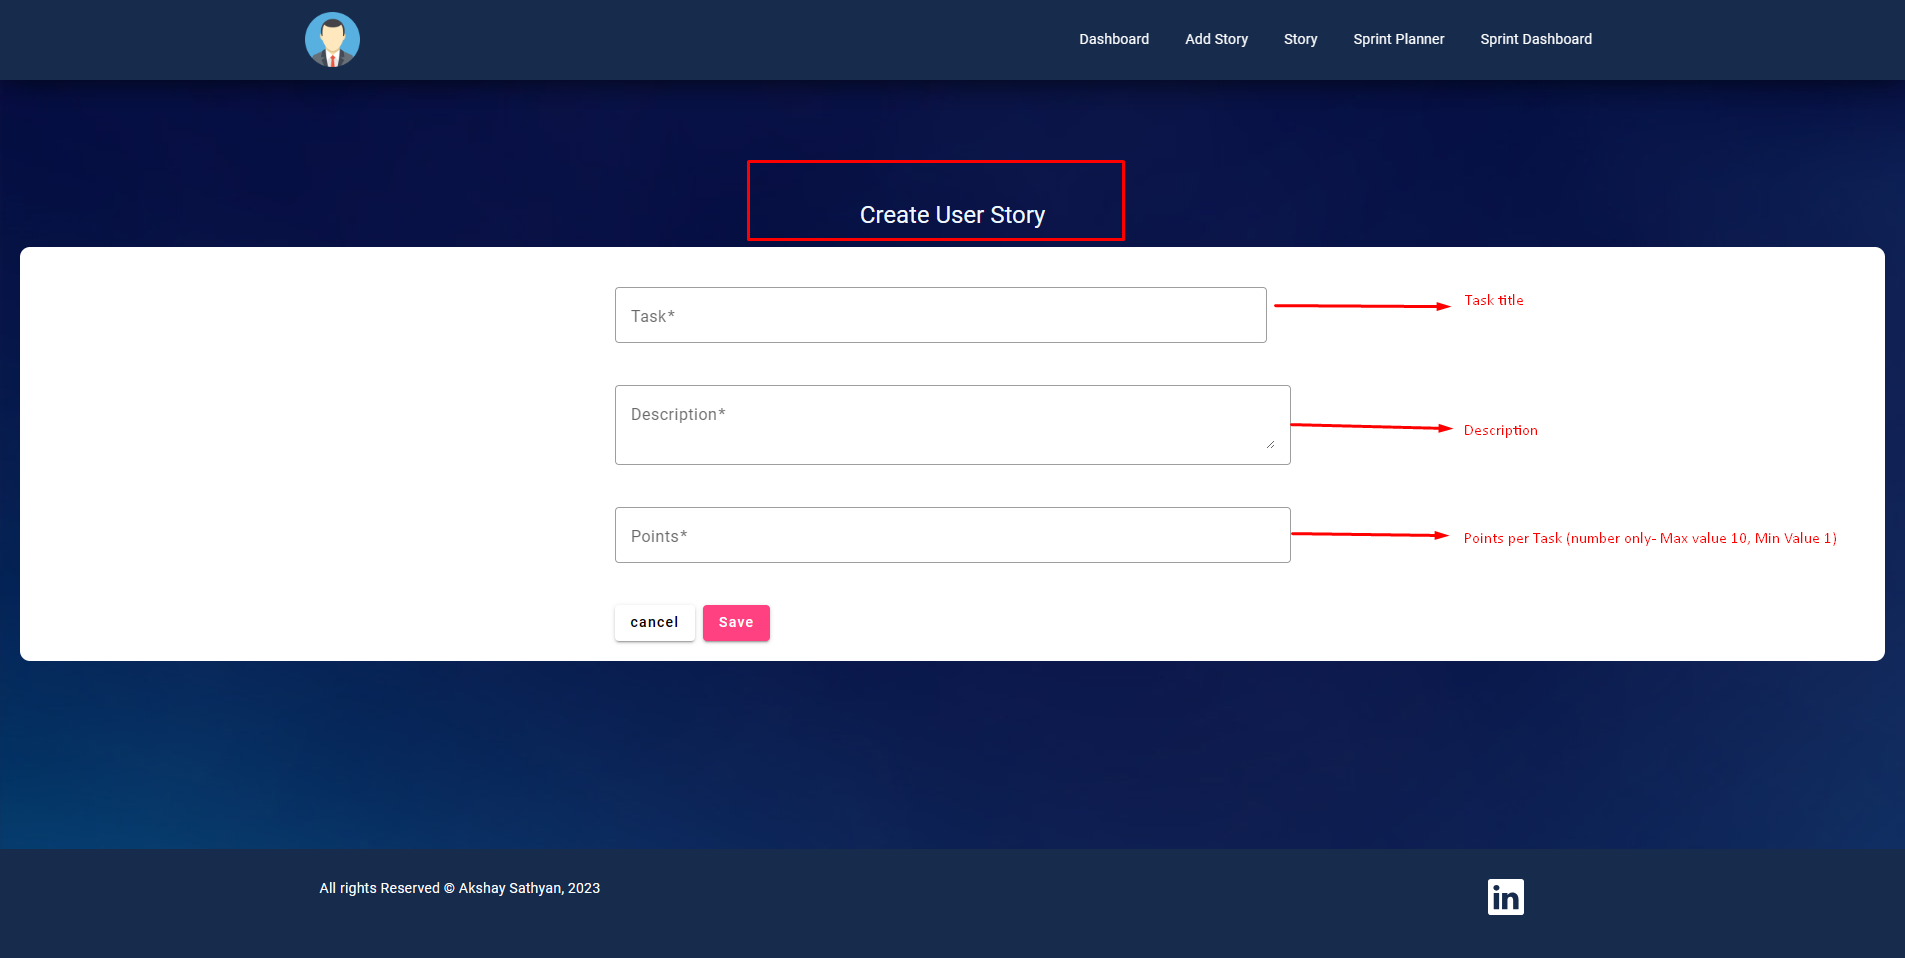 Dashboard Add Story Story Sprint Planner Sprint Dashboard
Create User Story
Task* Task title
Description* Description
Points* Points per Task (number only- Max value 10, Min Value 1)
cancel Save
All rights Reserved © Akshay Sathyan, 2023 in